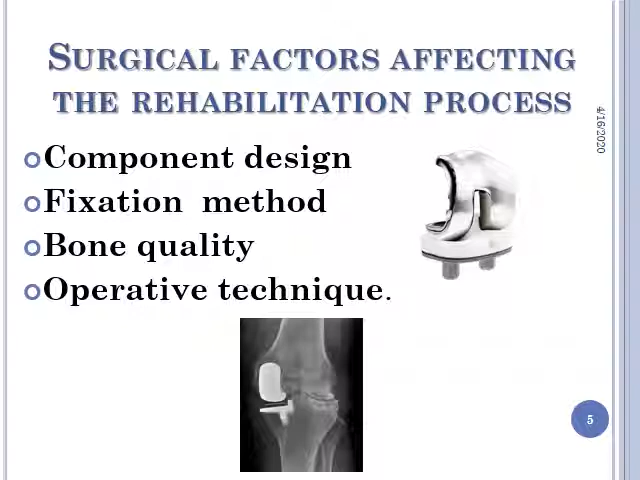 SURGICAL FACTORS AFFECTING
THE REHABILITATION PROCESS
4/16/2020
Component design
Fixation method
Bone quality
Operative technique.
5